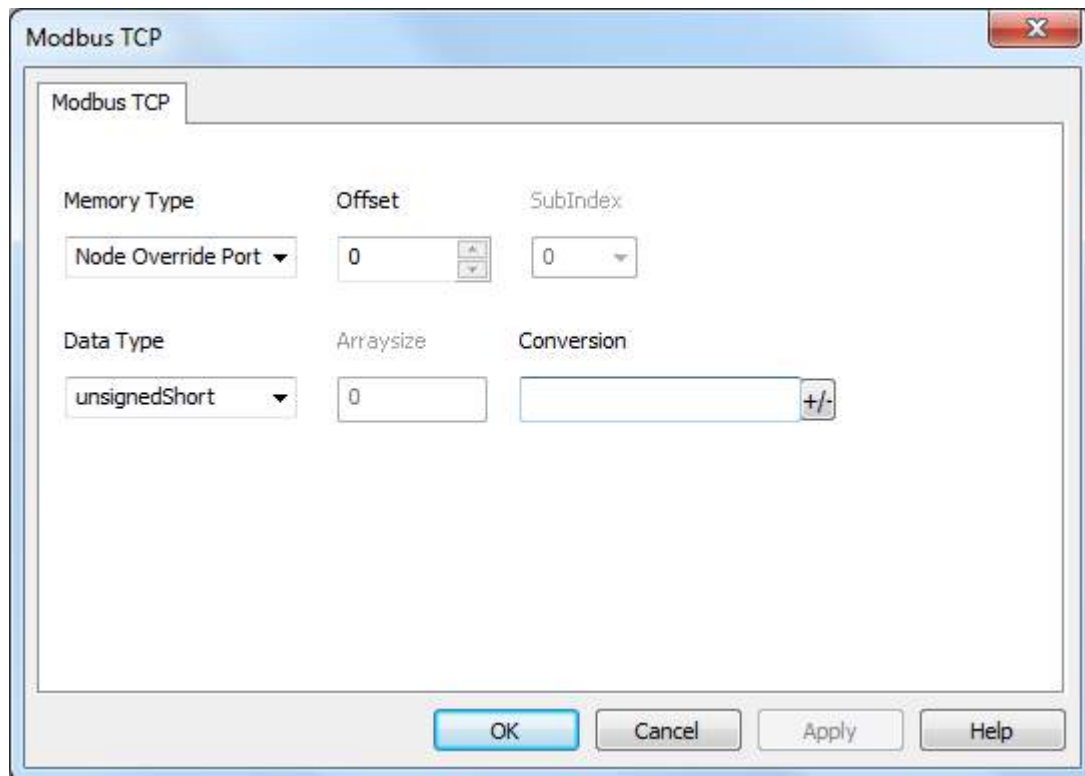 Modbus TCP
Modbus TCP
Memory Type Offset SubIndex
Node Override Port 0 0
Data Type Arraysize Conversion
unsignedShort 0 +/-
OK Cancel Apply Help